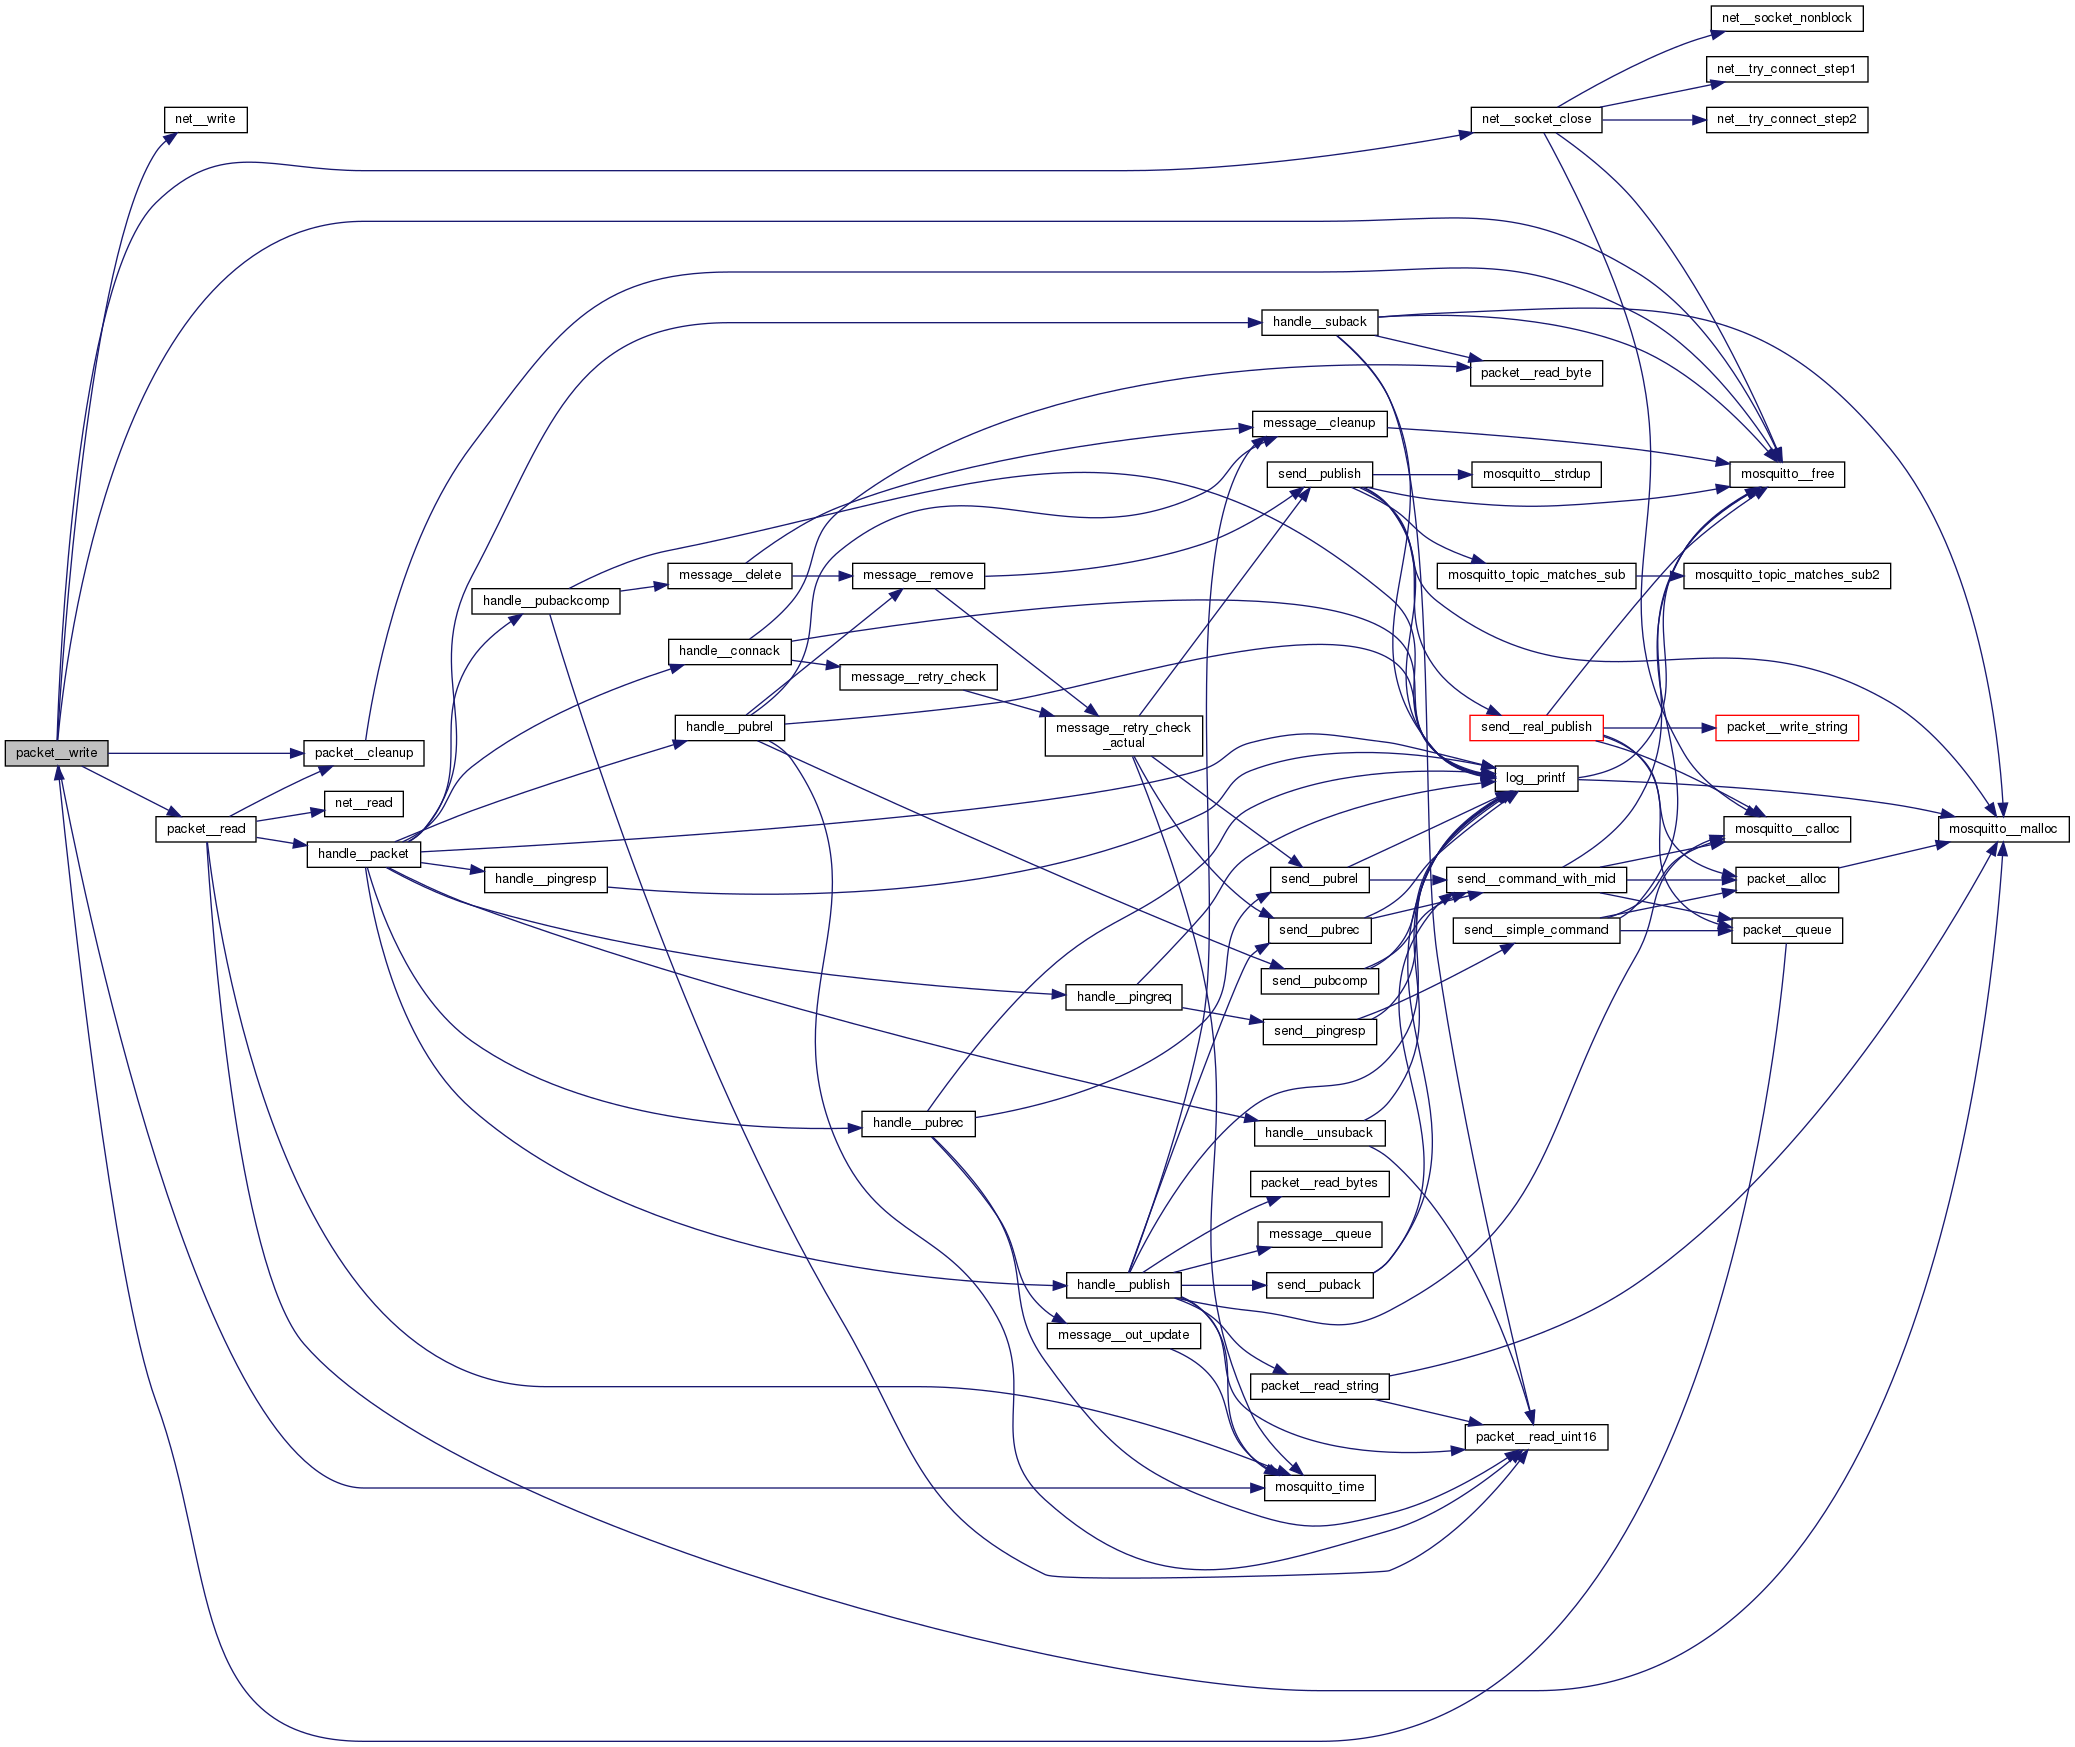 net__socket_nonblock
net__try_connect_step1
net__write
net__socket_close
net__try_connect_step2
handle__suback
packet__read_byte
message__cleanup
send__publish
mosquitto__strdup
mosquitto__free
message__delete
message__remove
mosquitto_topic_matches_sub
mosquitto_topic_matches_sub2
handle__pubackcomp
handle__connack
message__retry_check
handle__pubrel
message__retry_check
_actual
send__real_publish
packet__write_string
packet__write
packet__cleanup
log__printf
net__read
packet__read
mosquitto__calloc
mosquitto__malloc
handle__packet
handle__pingresp
send__pubrel
send__command_with_mid
packet__alloc
send__pubrec
send__simple_command
packet__queue
send__pubcomp
handle__pingreq
send__pingresp
handle__pubrec
handle__unsuback
packet__read_bytes
message__queue
handle__publish
send__puback
message__out_update
packet__read_string
packet__read_uint16
mosquitto_time